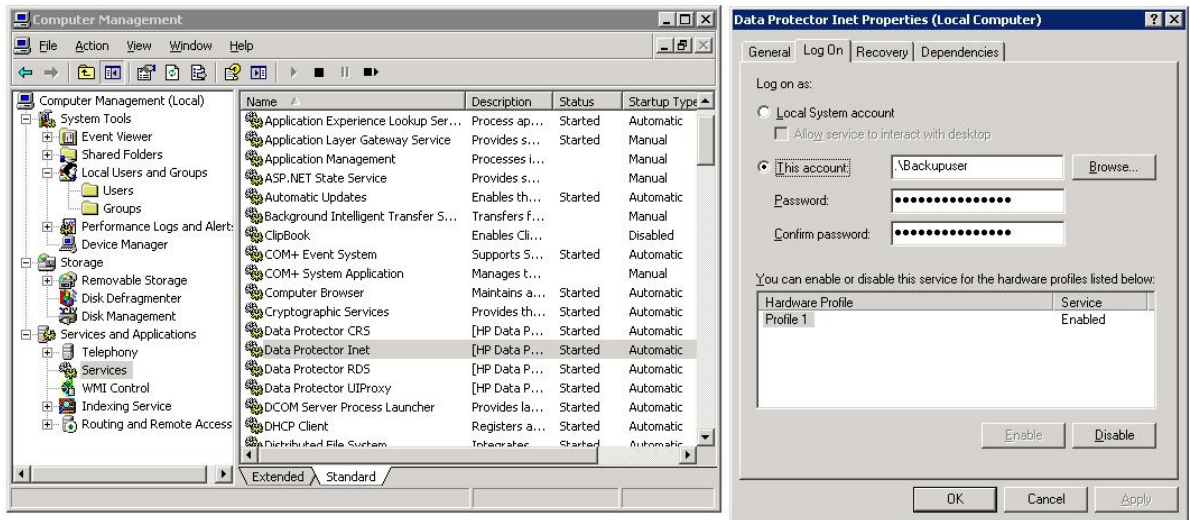 Computer Management
File Action View Window Help
Computer Management (Local)
System Tools
Event Viewer
Shared Folders
Local Users and Groups
Users
Groups
Performance Logs and Alert
Device Manager
Storage
Removable Storage
Disk Defragmenter
Disk Management
Services and Applications
Telephony
Services
WMI Control
Indexing Service
Routing and Remote Access
Name Description Status Startup Type
Application Experience Lookup Ser... Process ap... Started Automatic
Application Layer Gateway Service Provides s... Started Manual
Application Management Processes i... Manual
ASP.NET State Service Provides s... Manual
Automatic Updates Enables th... Started Automatic
Background Intelligent Transfer S... Transfers f... Manual
ClipBook Enables Cli... Disabled
COM+ Event System Supports S... Started Automatic
COM+ System Application Manages t... Manual
Computer Browser Maintains a... Started Automatic
Cryptographic Services Provides th... Started Automatic
Data Protector CRS [HP Data P... Started Automatic
Data Protector Inet [HP Data P... Started Automatic
Data Protector RDS [HP Data P... Started Automatic
Data Protector UIProxy [HP Data P... Started Automatic
DCOM Server Process Launcher Provides la... Started Automatic
DHCP Client Registers a... Started Automatic
Distributed File System Integrates Started Automatic
Extended Standard
Data Protector Inet Properties (Local Computer)
General Log On Recovery Dependencies
Log on as:
Local System account
Allow service to interact with desktop
This account: .\Backupuser Browse...
Password: ●●●●●●●●●●●●●●●
Confirm password: ●●●●●●●●●●●●●●●
You can enable or disable this service for the hardware profiles listed below:
Hardware Profile Service
Profile 1 Enabled
Enable Disable
OK Cancel Apply